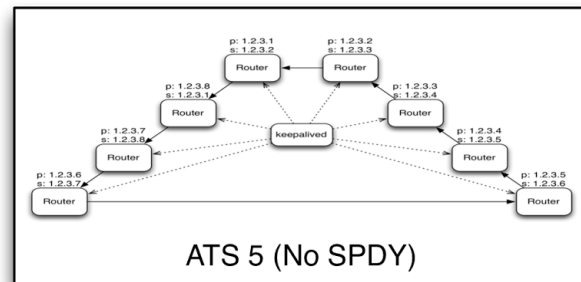 p: 1.2.3.1
s: 1.2.3.2
Router
p: 1.2.3.2
s: 1.2.3.3
Router
p: 1.2.3.8
s: 1.2.3.1
Router
p: 1.2.3.3
s: 1.2.3.4
Router
keepalived
p: 1.2.3.7
s: 1.2.3.8
Router
p: 1.2.3.4
s: 1.2.3.5
Router
p: 1.2.3.6
s: 1.2.3.7
Router
p: 1.2.3.5
s: 1.2.3.6
Router
ATS 5 (No SPDY)